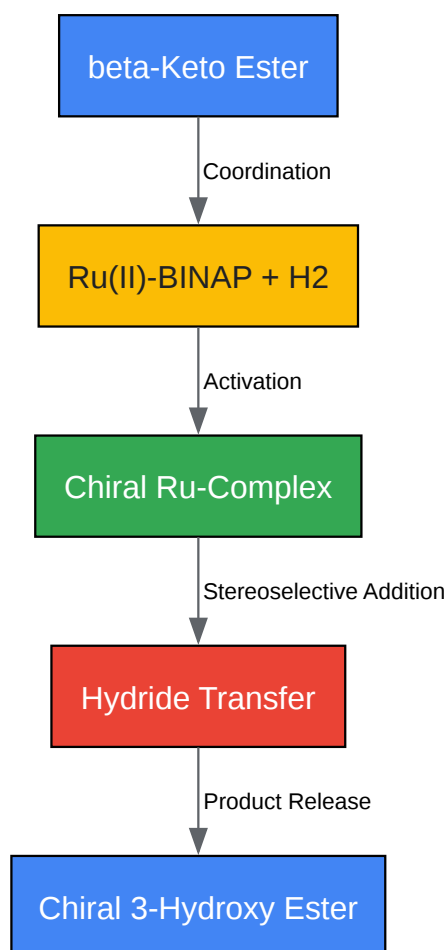 beta-Keto Ester
Coordination
Ru(II)-BINAP + H2
Activation
Chiral Ru-Complex
Stereoselective Addition
Hydride Transfer
Product Release
Chiral 3-Hydroxy Ester